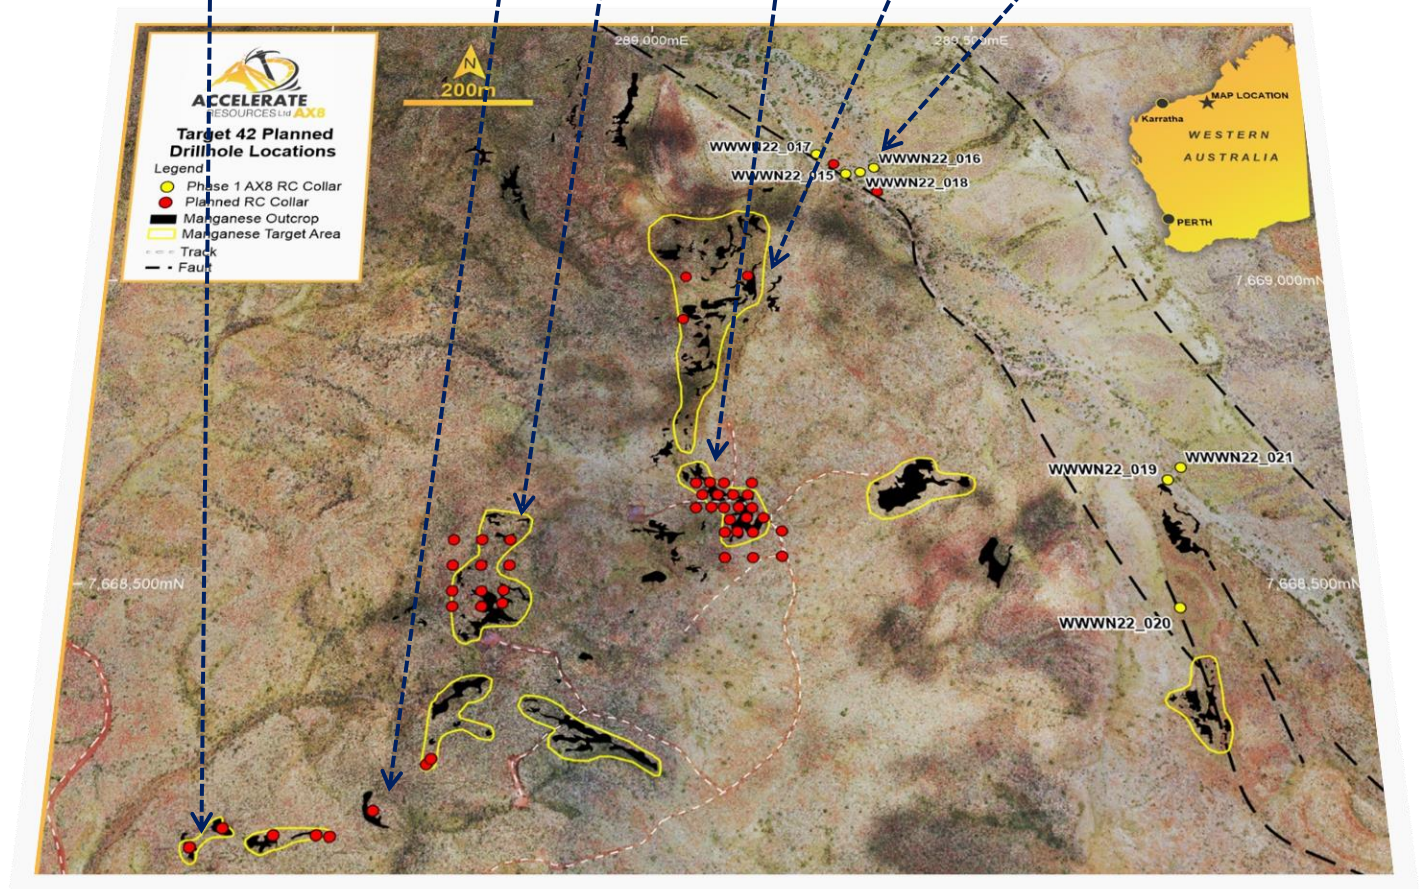 289,000mE
289,500mE
N
200m
ACCELERATE
RESOURCES Ltd AX8
Target 42 Planned
Drillhole Locations
Legend
Phase 1 AX8 RC Collar
Planned RC Collar
Manganese Outcrop
Manganese Target Area
Track
Fault
MAP LOCATION
Karratha
WESTERN
AUSTRALIA
PERTH
WWWN22_017
WWWN22_016
WWWN22_015
WWWN22_018
7,669,000mN
WWWN22_021
WWWN22_019
7,668,500mN
7,668,500mN
WWWN22_020